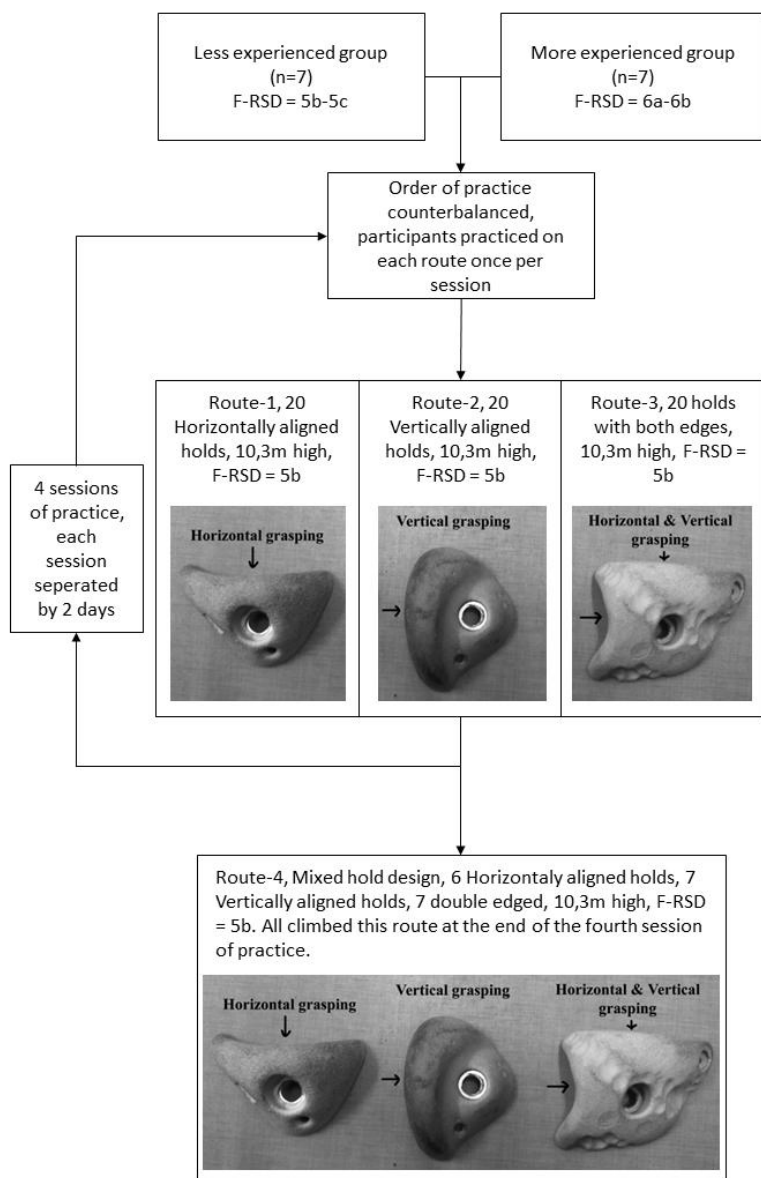 Less experienced group
(n=7)
F-RSD = 5b-5c
More experienced group
(n=7)
F-RSD = 6a-6b
Order of practice
counterbalanced,
participants practiced on
each route once per
session
4 sessions
of practice,
each
session
seperated
by 2 days
Route-1, 20
Horizontally aligned
holds, 10,3m high,
F-RSD = 5b
Horizontal grasping
Route-2, 20
Vertically aligned
holds, 10,3m high,
F-RSD = 5b
Vertical grasping
Route-3, 20 holds
with both edges,
10,3m high, F-RSD =
5b
Horizontal & Vertical
grasping
Route-4, Mixed hold design, 6 Horizontaly aligned holds, 7
Vertically aligned holds, 7 double edged, 10,3m high, F-RSD
= 5b. All climbed this route at the end of the fourth session
of practice.
Horizontal grasping
Vertical grasping
Horizontal & Vertical
grasping